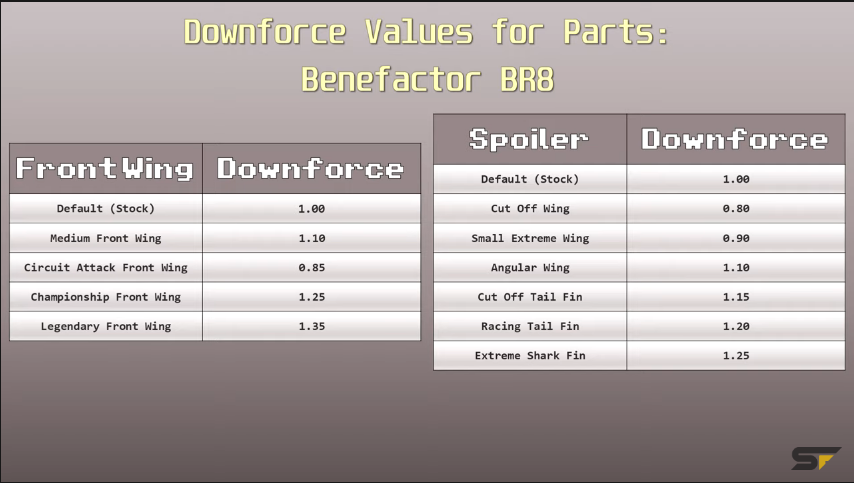 Downforce Values for Parts:
Benefactor BR8
Front Wing Downforce
Default (Stock) 1.00
Medium Front Wing 1.10
Circuit Attack Front Wing 0.85
Championship Front Wing 1.25
Legendary Front Wing 1.35
Spoiler Downforce
Default (Stock) 1.00
Cut Off Wing 0.80
Small Extreme Wing 0.90
Angular Wing 1.10
Cut Off Tail Fin 1.15
Racing Tail Fin 1.20
Extreme Shark Fin 1.25
SF